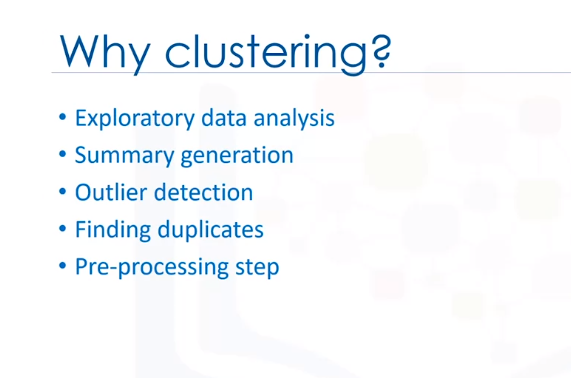 Why clustering?
• Exploratory data analysis
• Summary generation
• Outlier detection
• Finding duplicates
• Pre-processing step